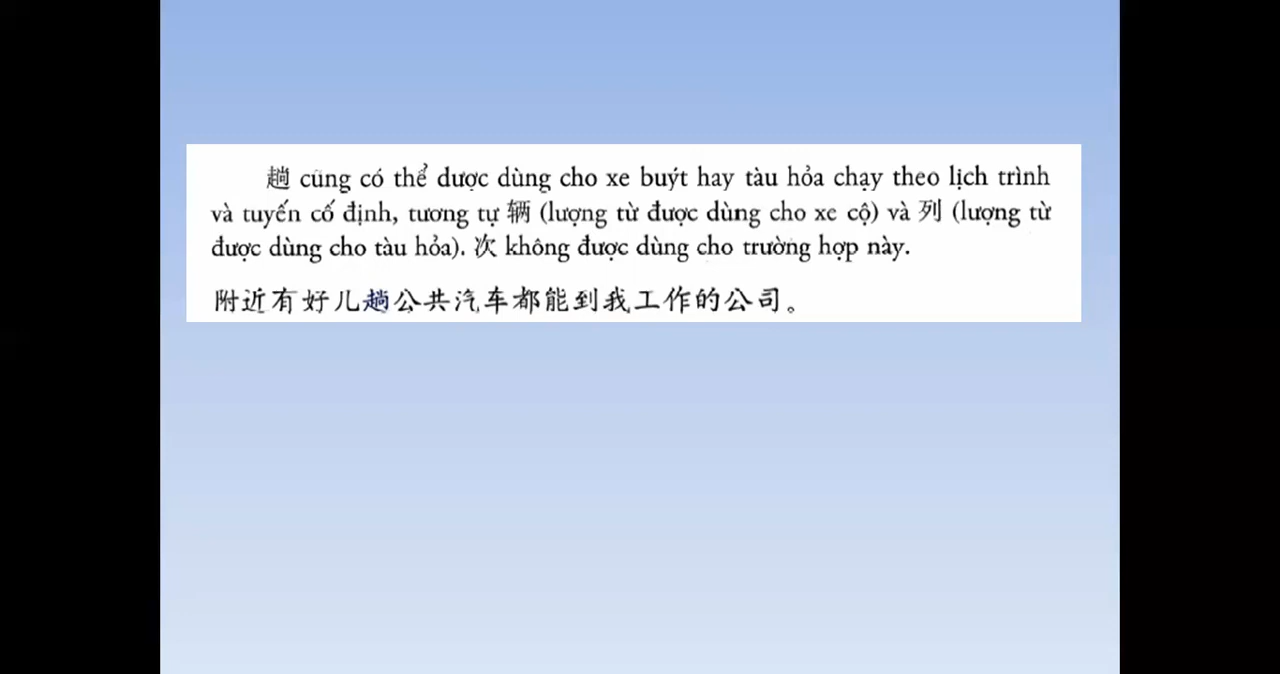 趟 cũng có thể dược dùng cho xe buýt hay tàu hỏa chạy theo lịch trình
và tuyến cố định, tương tự 辆 (lượng từ được dùng cho xe cộ) và 列 (lượng từ
được dùng cho tàu hỏa). 次 không được dùng cho trường hợp này.
附近有好几趟公共汽车都能到我工作的公司。